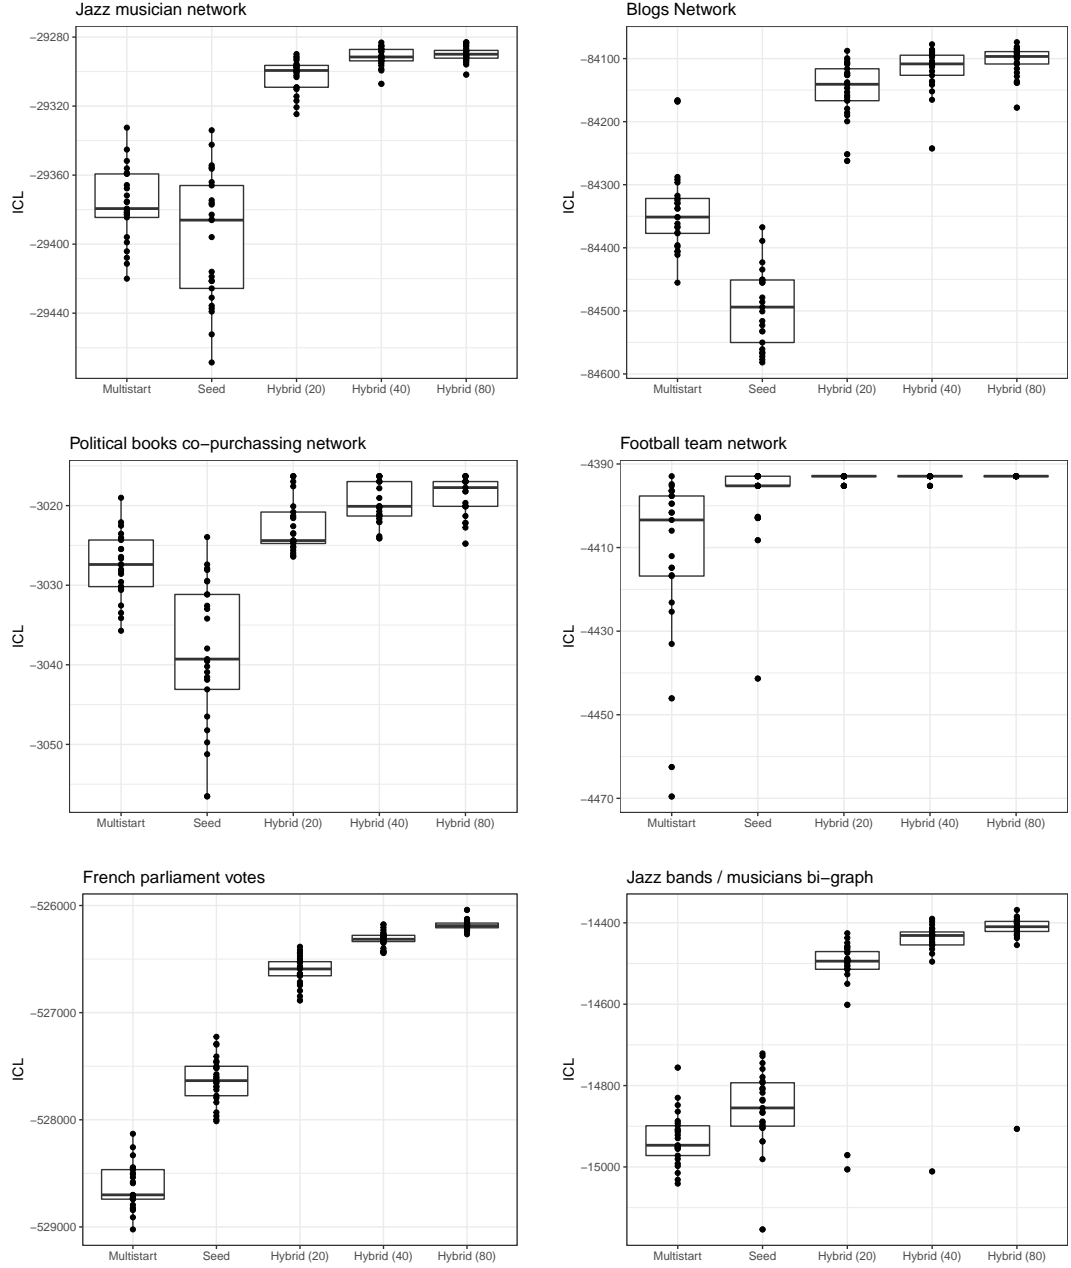 Jazz musician network
ICL
−29280
−29320
−29360
−29400
−29440
Multistart Seed Hybrid (20) Hybrid (40) Hybrid (80)
Blogs Network
ICL
−84100
−84200
−84300
−84400
−84500
−84600
Multistart Seed Hybrid (20) Hybrid (40) Hybrid (80)
Political books co−purchassing network
ICL
−3020
−3030
−3040
−3050
Multistart Seed Hybrid (20) Hybrid (40) Hybrid (80)
Football team network
ICL
−4390
−4410
−4430
−4450
−4470
Multistart Seed Hybrid (20) Hybrid (40) Hybrid (80)
French parliament votes
ICL
−526000
−527000
−528000
−529000
Multistart Seed Hybrid (20) Hybrid (40) Hybrid (80)
Jazz bands / musicians bi−graph
ICL
−14400
−14600
−14800
−15000
Multistart Seed Hybrid (20) Hybrid (40) Hybrid (80)